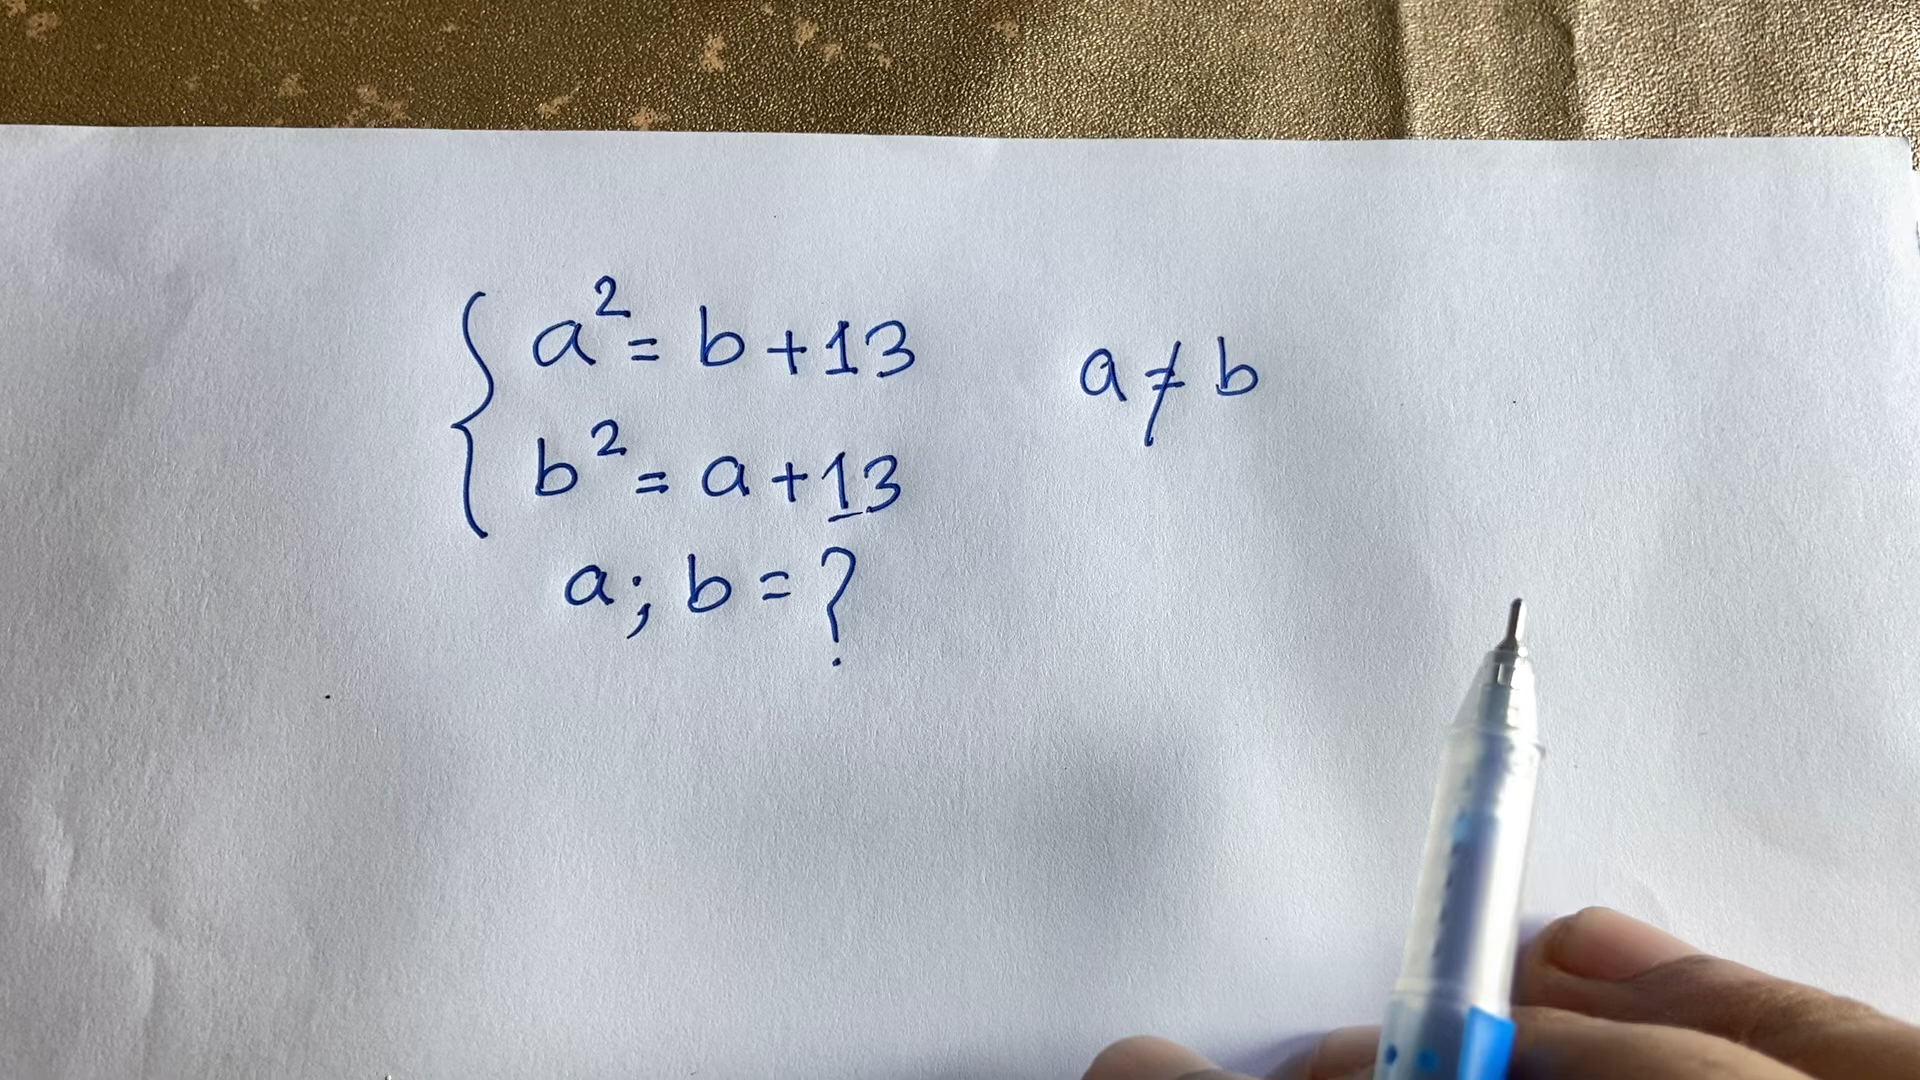 a² = b + 13
b² = a + 13
a ; b = ?
a ≠ b